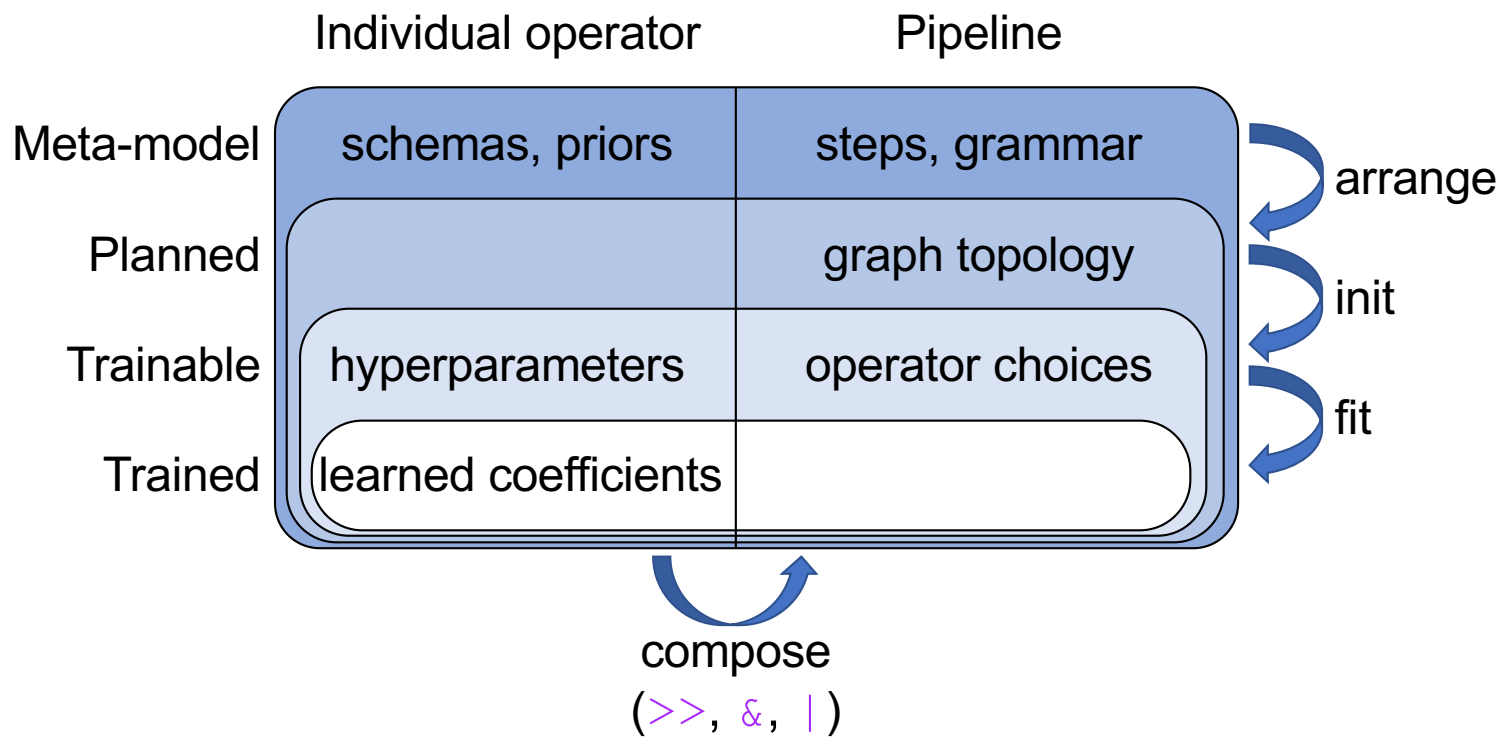 Individual operator Pipeline
Meta-model schemas, priors steps, grammar
arrange
Planned graph topology
init
Trainable hyperparameters operator choices
fit
Trained learned coefficients
compose
(>>, &, |)